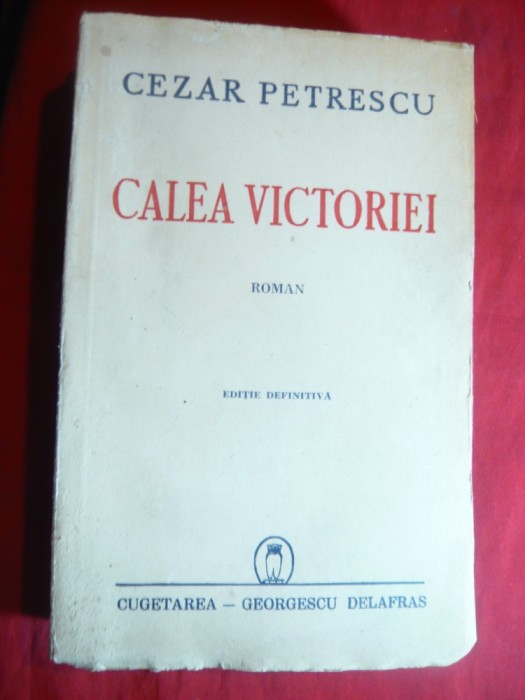 CEZAR PETRESCU
CALEA VICTORIEI
ROMAN
EDIȚIE DEFINITIVĂ
CUGETAREA — GEORGESCU DELAFRAS